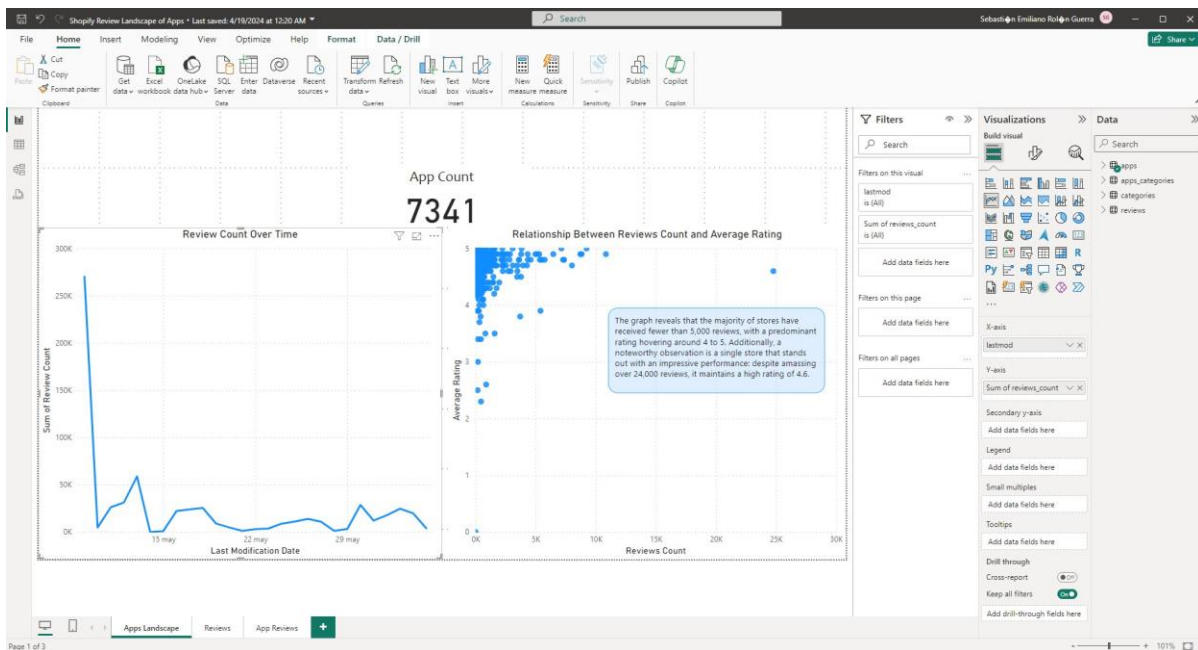 Shopify Review Landscape of Apps • Last saved: 4/19/2024 at 12:20 AM
Search
Sebasti�n Emiliano Rol�n Guerra
File Home Insert Modeling View Optimize Help Format Data / Drill
Share
Paste
Cut
Copy
Format painter
Get data
Excel workbook
OneLake data hub
SQL Server
Enter data
Dataverse
Recent sources
Transform data
Refresh
New visual
Text box
More visuals
New measure
Quick measure
Sensitivity
Publish
Copilot
Clipboard
Data
Queries
Insert
Calculations
Sensitivity
Share
Copilot
App Count
7341
Review Count Over Time
300K
250K
200K
150K
100K
50K
0K
Sum of Review Count
15 may
22 may
29 may
Last Modification Date
Relationship Between Reviews Count and Average Rating
5
4
3
2
1
0
Average Rating
0K
5K
10K
15K
20K
25K
30K
Reviews Count
The graph reveals that the majority of stores have
received fewer than 5,000 reviews, with a predominant
rating hovering around 4 to 5. Additionally, a
noteworthy observation is a single store that stands
out with an impressive performance: despite amassing
over 24,000 reviews, it maintains a high rating of 4.6.
Filters
Search
Filters on this visual
lastmod
is (All)
Sum of reviews_count
is (All)
Add data fields here
Filters on this page
Add data fields here
Filters on all pages
Add data fields here
Visualizations
Build visual
R
Py
X-axis
lastmod
Y-axis
Sum of reviews_count
Secondary y-axis
Add data fields here
Legend
Add data fields here
Small multiples
Add data fields here
Tooltips
Add data fields here
Drill through
Cross-report
Off
Keep all filters
On
Add drill-through fields here
Data
Search
apps
apps_categories
categories
reviews
Apps Landscape
Reviews
App Reviews
Page 1 of 3
101%